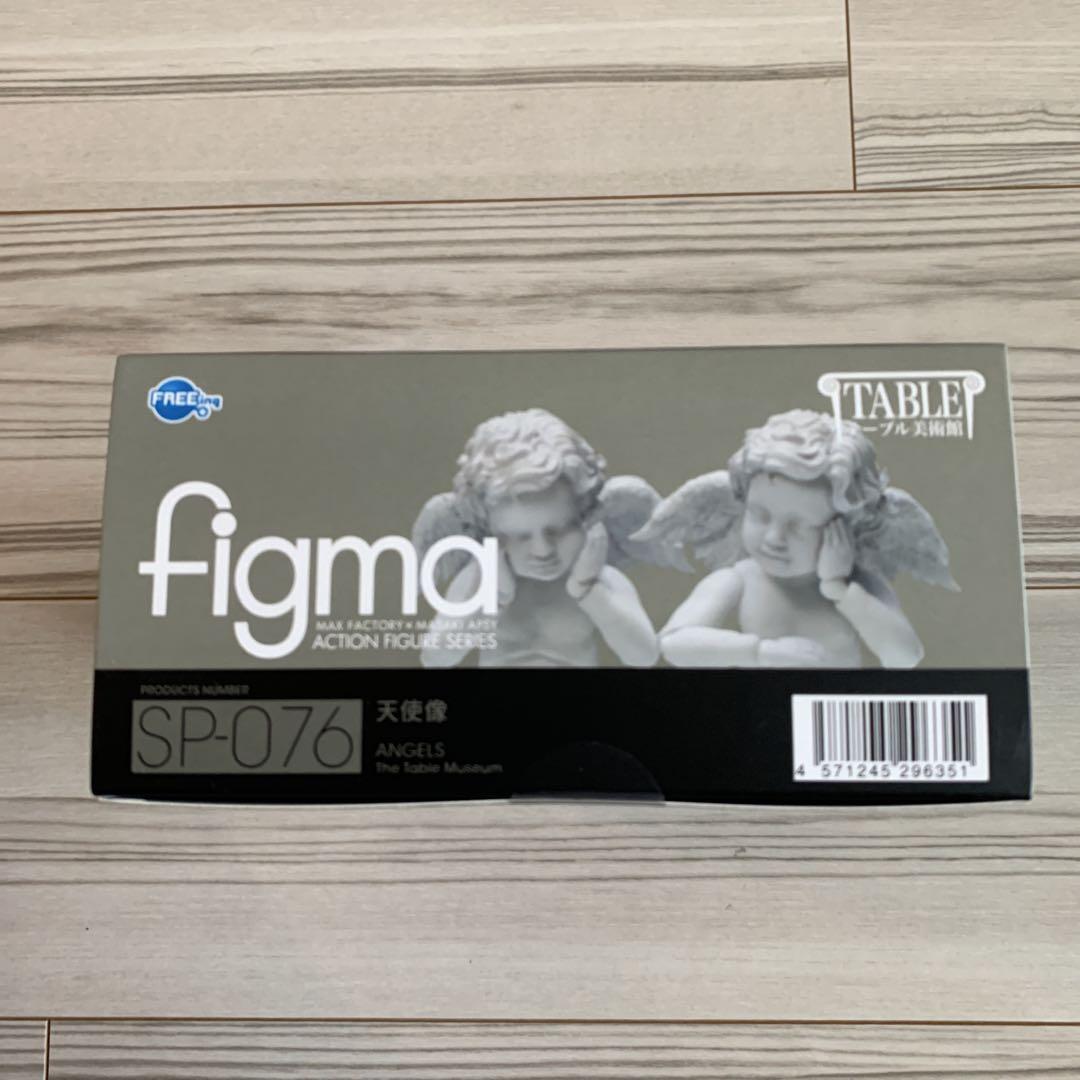 FREEing
TABLE
テーブル美術館
figma
MAX FACTORY × MASAKI APSY
ACTION FIGURE SERIES
PRODUCTS NUMBER
SP-076
天使像
ANGELS
The Table Museum
4 571245 296351